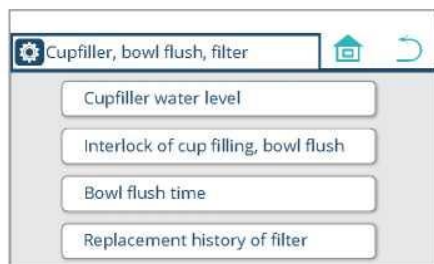 Cupfiller, bowl flush, filter
Cupfiller water level
Interlock of cup filling, bowl flush
Bowl flush time
Replacement history of filter